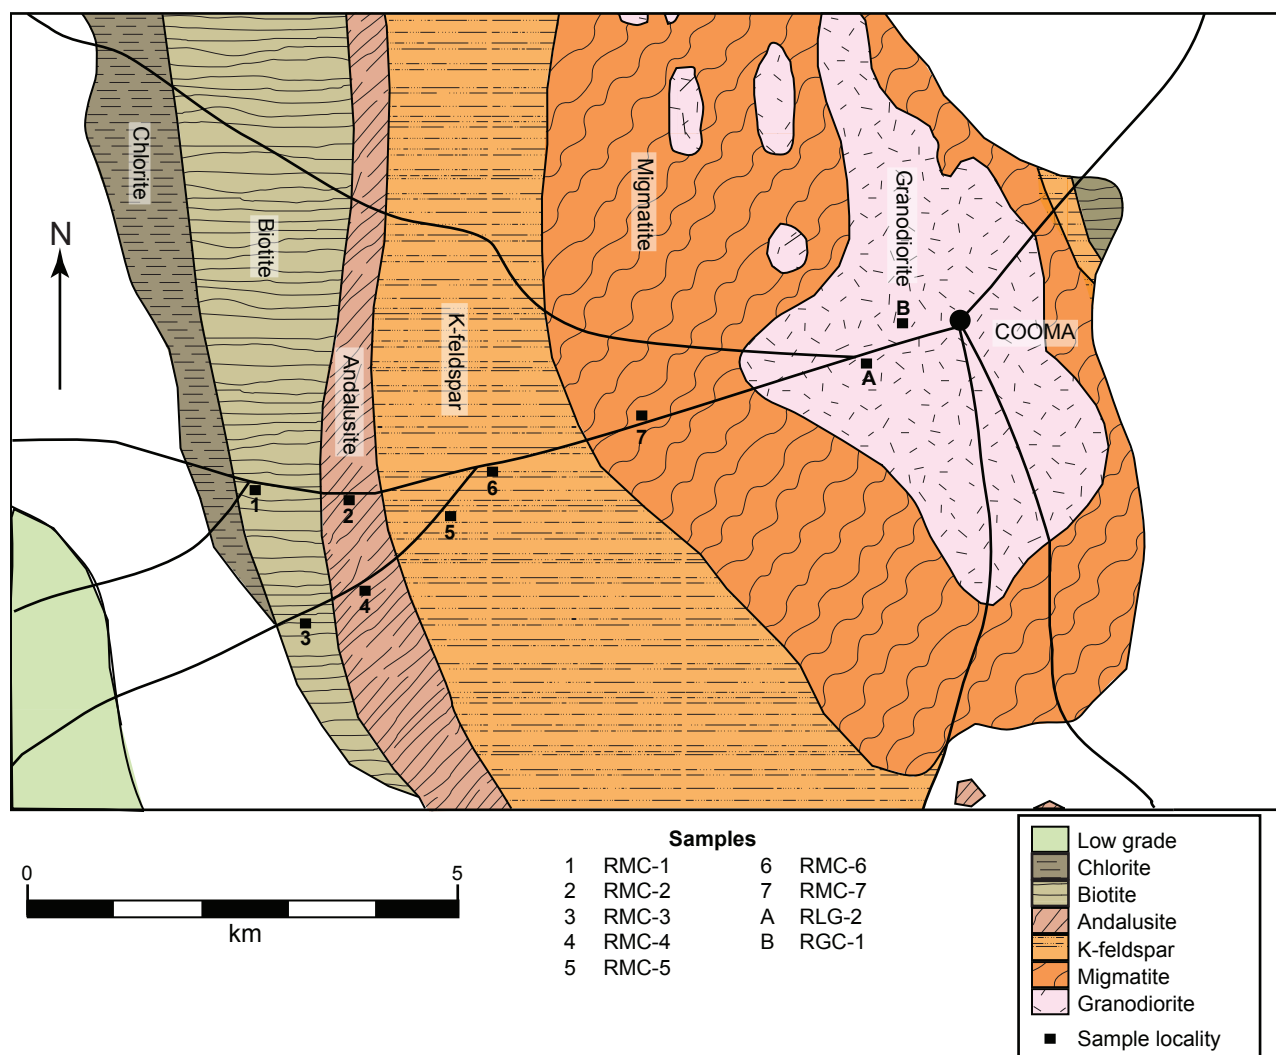 Chlorite
Biotite
Andalusite
K-feldspar
Migmatite
Granodiorite
N
COOMA
B
A
7
6
5
1
2
4
3
0 5
km
Samples
1 RMC-1 6 RMC-6
2 RMC-2 7 RMC-7
3 RMC-3 A RLG-2
4 RMC-4 B RGC-1
5 RMC-5
Low grade
Chlorite
Biotite
Andalusite
K-feldspar
Migmatite
Granodiorite
Sample locality